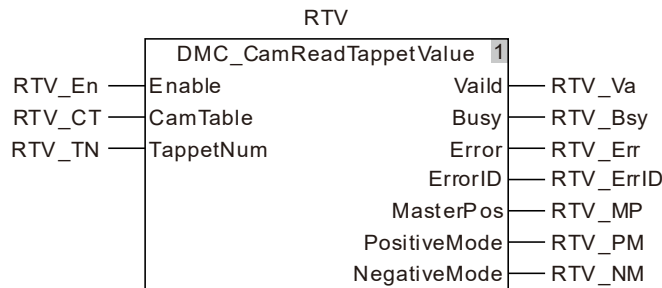 RTV
DMC_CamReadTappetValue 1
RTV_En Enable Vaild RTV_Va
RTV_CT CamTable Busy RTV_Bsy
RTV_TN TappetNum Error RTV_Err
ErrorID RTV_ErrID
MasterPos RTV_MP
PositiveMode RTV_PM
NegativeMode RTV_NM